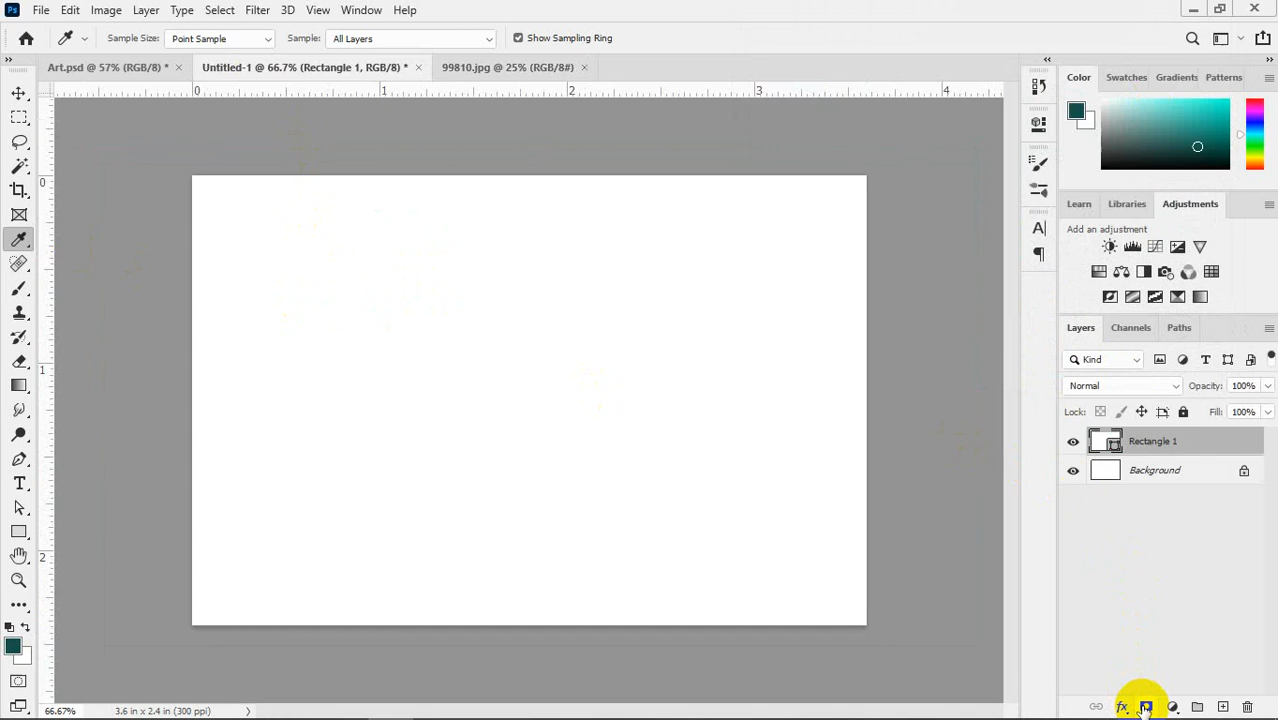 Ps File Edit Image Layer Type Select Filter 3D View Window Help
Sample Size: Point Sample Sample: All Layers Show Sampling Ring
Art.psd @ 57% (RGB/8) * × Untitled-1 @ 66.7% (Rectangle 1, RGB/8) * × 99810.jpg @ 25% (RGB/8#) ×
0 1 2 3 4
Color Swatches Gradients Patterns
0
Learn Libraries Adjustments
Add an adjustment
Layers Channels Paths
Kind
1
Normal Opacity: 100%
Lock: Fill: 100%
Rectangle 1
Background
2
66.67% 3.6 in x 2.4 in (300 ppi)
fx